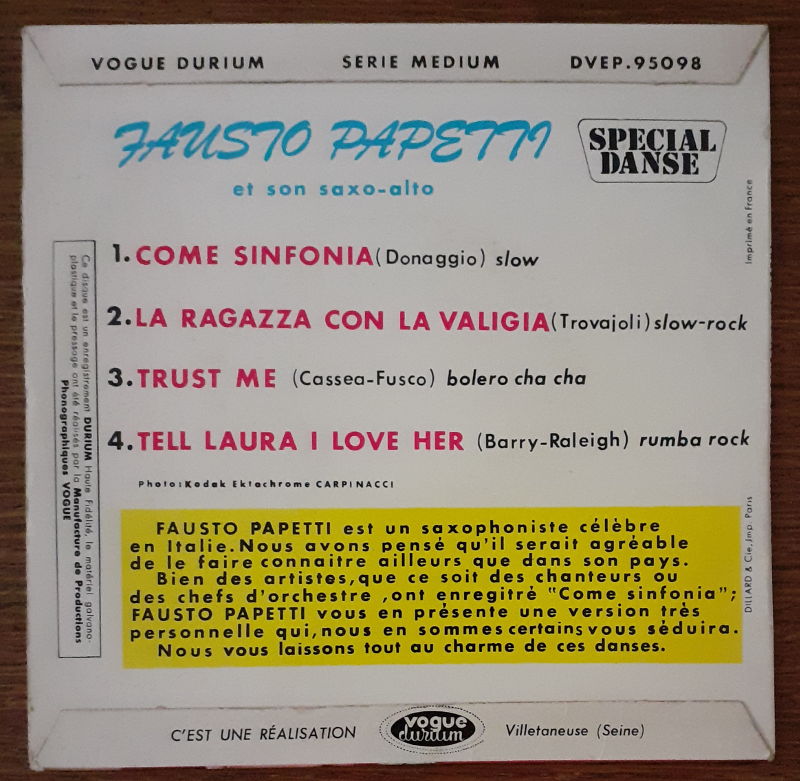 VOGUE DURIUM SERIE MEDIUM DVEP.95098
FAUSTO PAPETTI
et son saxo-alto
SPECIAL
DANSE
Imprimé en France
1. COME SINFONIA (Donaggio) slow
2. LA RAGAZZA CON LA VALIGIA (Trovajoli) slow-rock
3. TRUST ME (Cassea-Fusco) bolero cha cha
4. TELL LAURA I LOVE HER (Barry-Raleigh) rumba rock
Photo: Kodak Ektachrome CARPINACCI
Ce disque est un enregistrement DURIUM Haute Fidélité, le matériel galvano-
plastique et le pressage ont été réalisés par la Manufacture de Productions
Phonographiques VOGUE
FAUSTO PAPETTI est un saxophoniste célèbre
en Italie. Nous avons pensé qu'il serait agréable
de le faire connaitre ailleurs que dans son pays.
Bien des artistes, que ce soit des chanteurs ou
des chefs d'orchestre ,ont enregitré "Come sinfonia";
FAUSTO PAPETTI vous en présente une version très
personnelle qui, nous en sommes certains vous séduira.
Nous vous laissons tout au charme de ces danses.
DILLARD & Cie. Imp. Paris
C'EST UNE RÉALISATION vogue durium Villetaneuse (Seine)